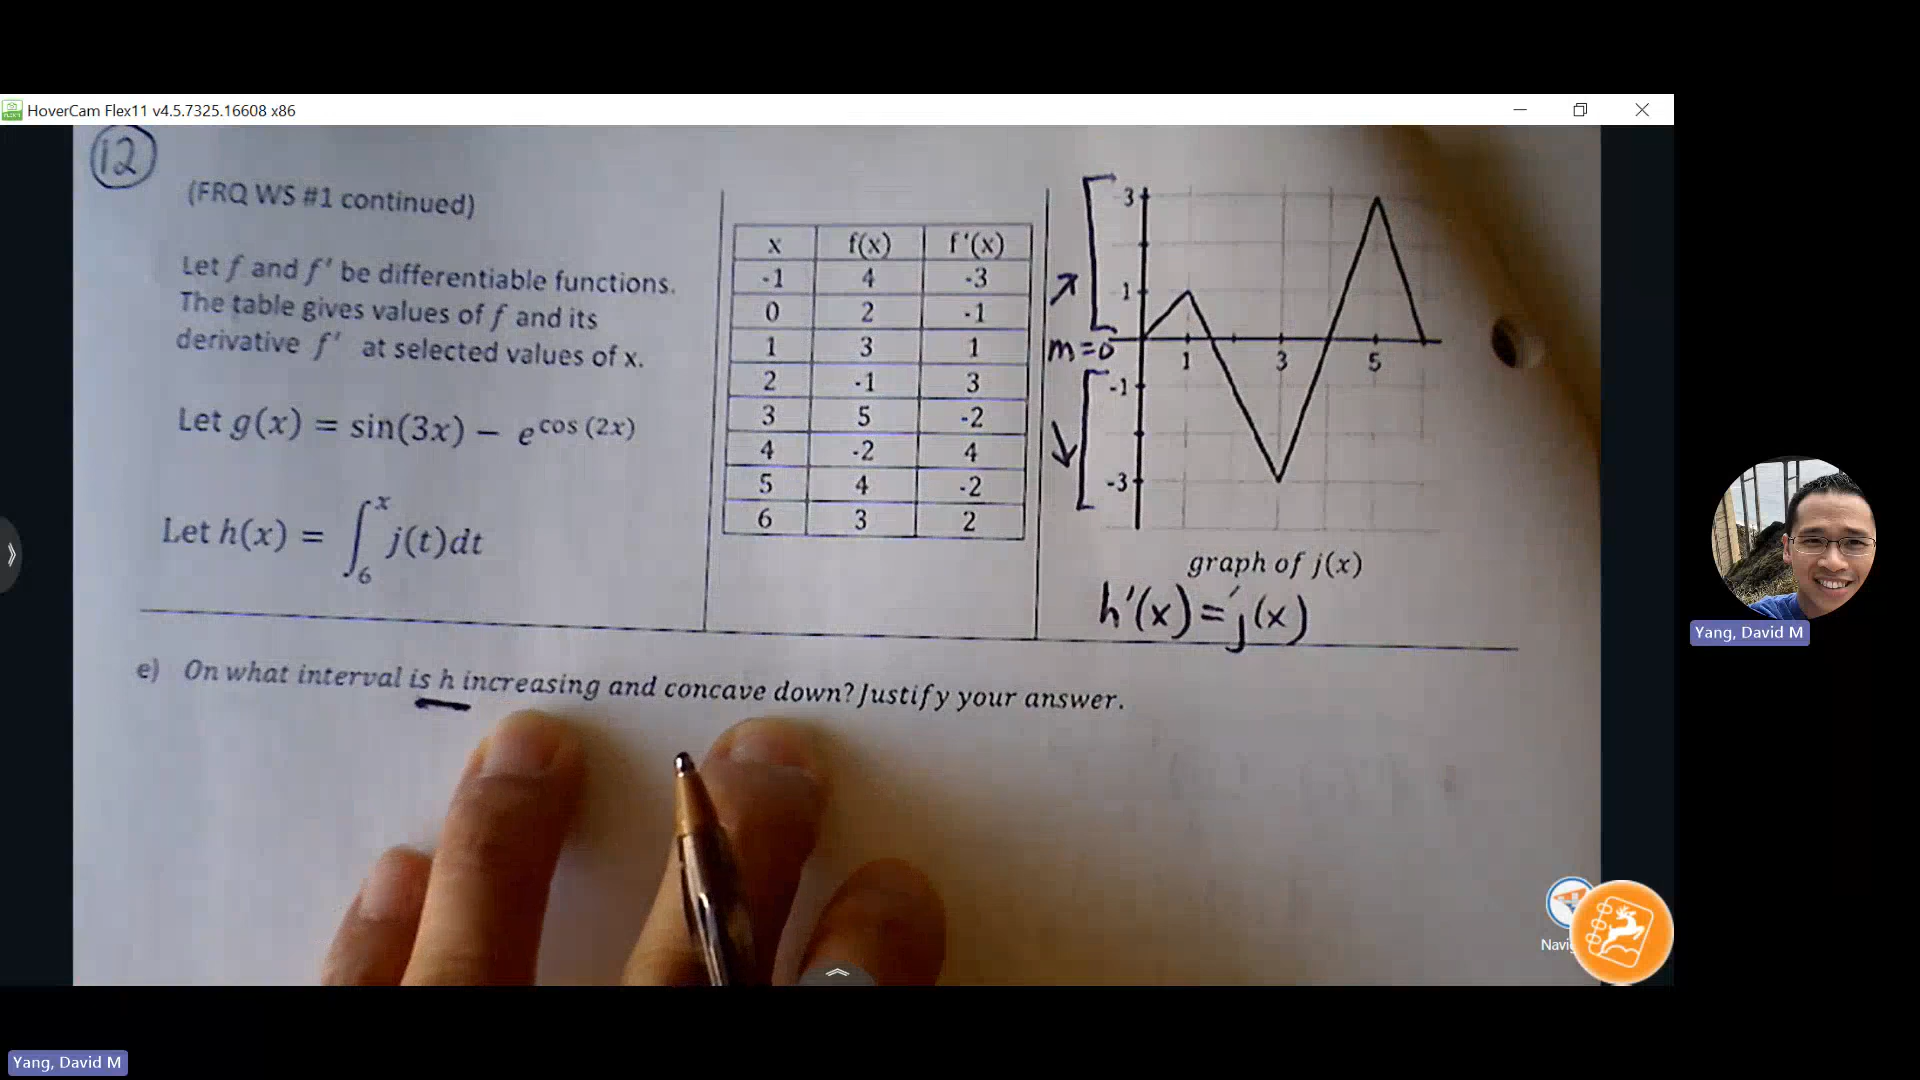 HoverCam Flex11 v4.5.7325.16608 x86
12
(FRQ WS #1 continued)
Let f and f' be differentiable functions.
The table gives values of f and its
derivative f' at selected values of x.
Let g(x) = sin(3x) − e^cos (2x)
Let h(x) = ∫_6^x j(t)dt
x f(x) f'(x)
-1 4 -3
0 2 -1
1 3 1
2 -1 3
3 5 -2
4 -2 4
5 4 -2
6 3 2
3
1
m=0
1 3 5
-1
-3
graph of j(x)
h'(x) = j(x)
e) On what interval is h increasing and concave down? Justify your answer.
Yang, David M
Yang, David M